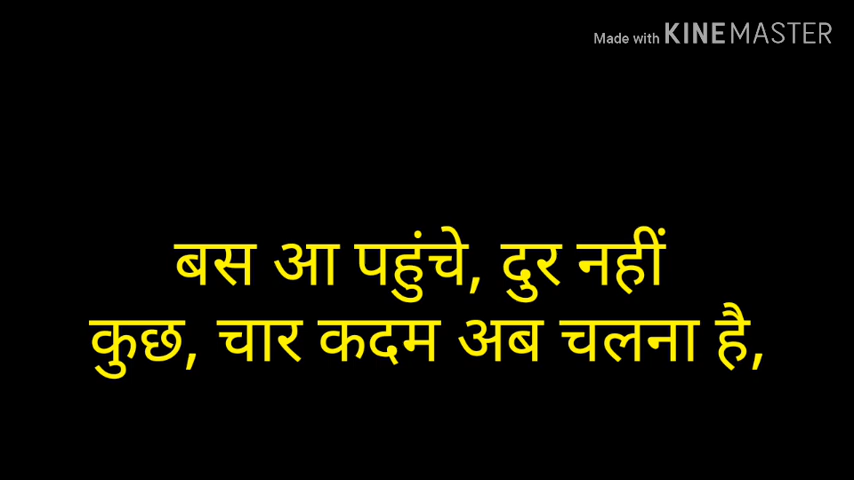 Made with KINEMASTER
बस आ पहुंचे, दुर नहीं
कुछ, चार कदम अब चलना है,